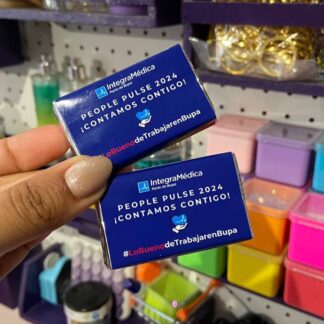 IntegraMédica
Parte de Bupa
PEOPLE PULSE 2024
¡CONTAMOS CONTIGO!
#LoBuenodeTrabajarenBupa
IntegraMédica
Parte de Bupa
PEOPLE PULSE 2024
¡CONTAMOS CONTIGO!
#LoBuenodeTrabajarenBupa